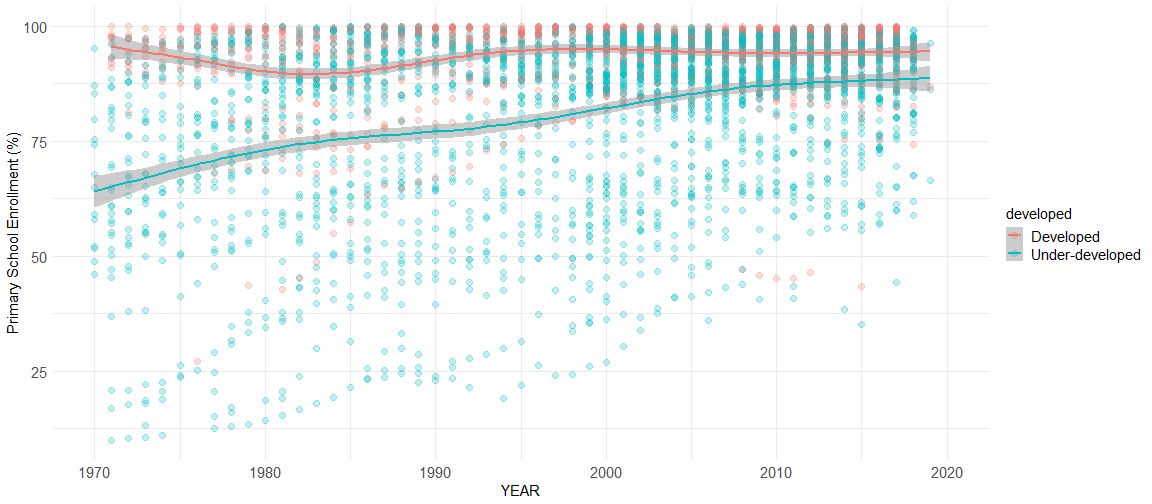 100
75
50
25
Primary School Enrollment (%)
1970
1980
1990
2000
2010
2020
YEAR
developed
Developed
Under-developed